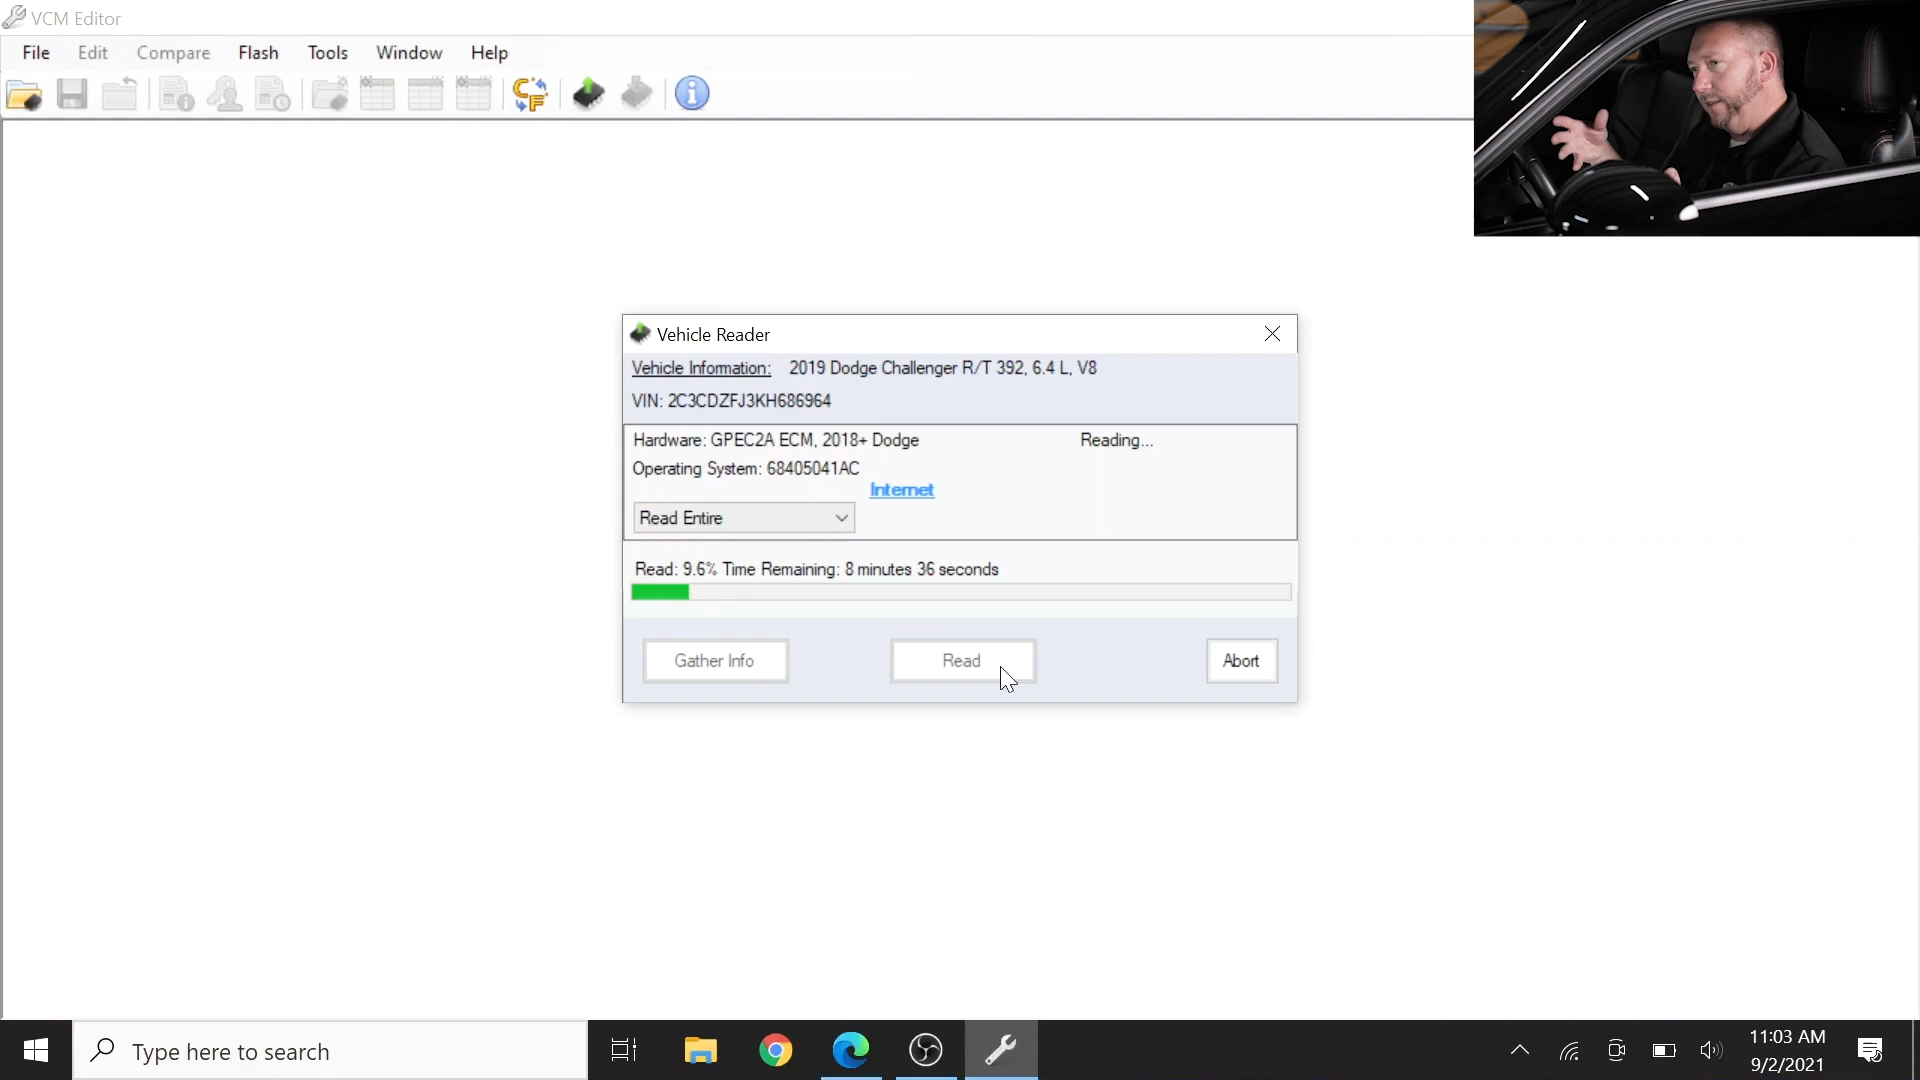 VCM Editor
File Edit Compare Flash Tools Window Help
Vehicle Reader
Vehicle Information: 2019 Dodge Challenger R/T 392, 6.4 L, V8
VIN: 2C3CDZFJ3KH686964
Hardware: GPEC2A ECM, 2018+ Dodge Reading...
Operating System: 68405041AC
Internet
Read Entire
Read: 9.6% Time Remaining: 8 minutes 36 seconds
Gather Info Read Abort
Type here to search
11:03 AM
9/2/2021